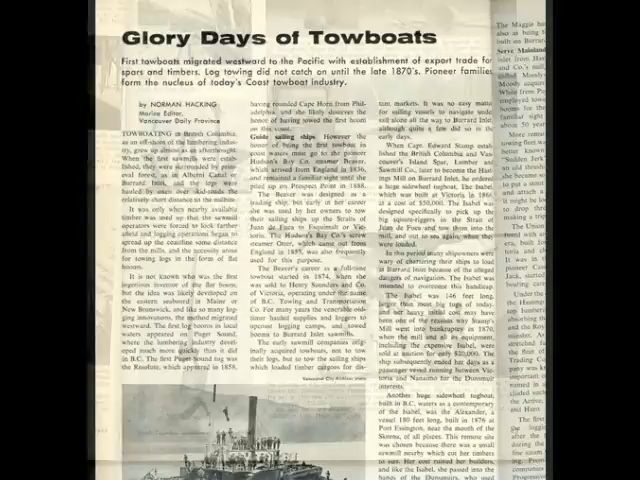 Glory Days of Towboats
First towboats migrated westward to the Pacific with establishment of export trade for
spars and timbers. Log towing did not catch on until the late 1870's. Pioneer families
form the nucleus of today's Coast towboat industry.
by NORMAN HACKING
Marine Editor,
Vancouver Daily Province
TOWBOATING in British Columbia,
as an off-shoot of the lumbering indus-
try, grew up almost as an afterthought.
When the first sawmills were estab-
lished, they were surrounded by prim-
eval forest, as in Alberni Canal or
Burrard Inlet, and the logs were
hauled by oxen over skid-roads the
relatively short distance to the millsite.
It was only when nearby available
timber was used up that the sawmill
operators were forced to look farther
afield and logging operations began to
spread up the coastline some distance
from the mills, and the necessity arose
for towing logs in the form of flat
booms.
It is not known who was the first
ingenious inventor of the flat boom,
but the idea was likely developed on
the eastern seaboard in Maine or
New Brunswick, and like so many log-
ging innovations, the method migrated
westward. The first log booms in local
waters appeared on Puget Sound,
where the lumbering industry devel-
oped much more quickly than it did
in B.C. The first Puget Sound tug was
the Resolute, which appeared in 1858,
having rounded Cape Horn from Phil-
adelphia, and she likely deserves the
honor of having towed the first boom
on this coast.
Guide sailing ships However the
honor of being the first towboat in
our waters must go to the pioneer
Hudson's Bay Co. steamer Beaver,
which arrived from England in 1836,
and remained a familiar sight until she
piled up on Prospect Point in 1888.
The Beaver was designed as a
trading ship, but early in her career
she was used by her owners to tow
their sailing ships up the Straits of
Juan de Fuca to Esquimalt or Vic-
toria. The Hudson's Bay Co.'s screw
steamer Otter, which came out from
England in 1853, was also frequently
used for this purpose.
The Beaver's career as a full-time
towboat started in 1874, when she
was sold to Henry Saunders and Co.
of Victoria, operating under the name
of B.C. Towing and Transportation
Co. For many years the venerable old-
timer hauled supplies and loggers to
upcoast logging camps, and towed
booms to Burrard Inlet sawmills.
The early sawmill companies orig-
inally acquired towboats, not to tow
their logs, but to tow the sailing ships
which loaded timber cargoes for dis-
Vancouver City Archives photo
tant markets. It was no easy matter
for sailing vessels to navigate under
sail alone all the way to Burrard Inlet,
although quite a few did so in the
early days.
When Capt. Edward Stamp estab-
lished the British Columbia and Van-
couver's Island Spar, Lumber and
Sawmill Co., later to become the Hast-
ings Mill on Burrard Inlet, he ordered
a huge sidewheel tugboat, the Isabel,
which was built at Victoria in 1866
at a cost of $50,000. The Isabel was
designed specifically to pick up the
big square-riggers in the Strait of
Juan de Fuca and tow them into the
mill, and out to sea again, when they
were loaded.
In this period many shipowners were
wary of chartering their ships to load
in Burrard Inlet because of the alleged
dangers of navigation. The Isabel was
intended to overcome this handicap.
The Isabel was 146 feet long,
larger than most big tugs of today,
and her heavy initial cost may have
been one of the reasons why Stamp's
Mill went into bankruptcy in 1870,
when the mill and all its equipment,
including the expensive Isabel, were
sold at auction for only $20,000. The
ship subsequently ended her days as a
passenger vessel running between Vic-
toria and Nanaimo for the Dunsmuir
interests.
Another huge sidewheel tugboat,
built in B.C. waters as a contemporary
of the Isabel, was the Alexander, a
vessel 180 feet long, built in 1876 at
Port Essington, near the mouth of the
Skeena, of all places. This remote site
was chosen because there was a small
sawmill nearby which cut her timbers
to size. Her cost ruined her builders,
and like the Isabel, she passed into the
hands of the Dunsmuirs, who used
The Maggie
also as being
built on Burrard
Serve Mainland